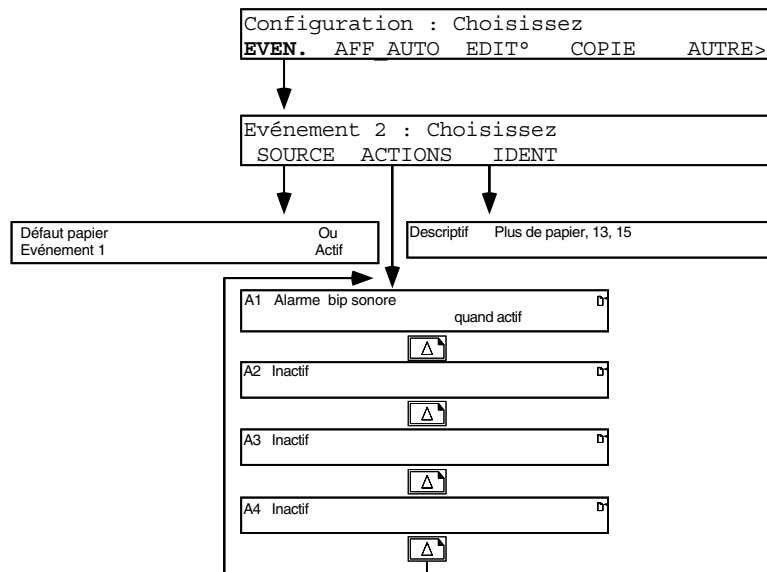 Configuration : Choisissez
EVEN. AFF_AUTO EDIT° COPIE AUTRE>
Evénement 2 : Choisissez
SOURCE ACTIONS IDENT
Défaut papier Ou
Evénement 1 Actif
Descriptif Plus de papier, 13, 15
A1 Alarme bip sonore
quand actif
A2 Inactif
A3 Inactif
A4 Inactif